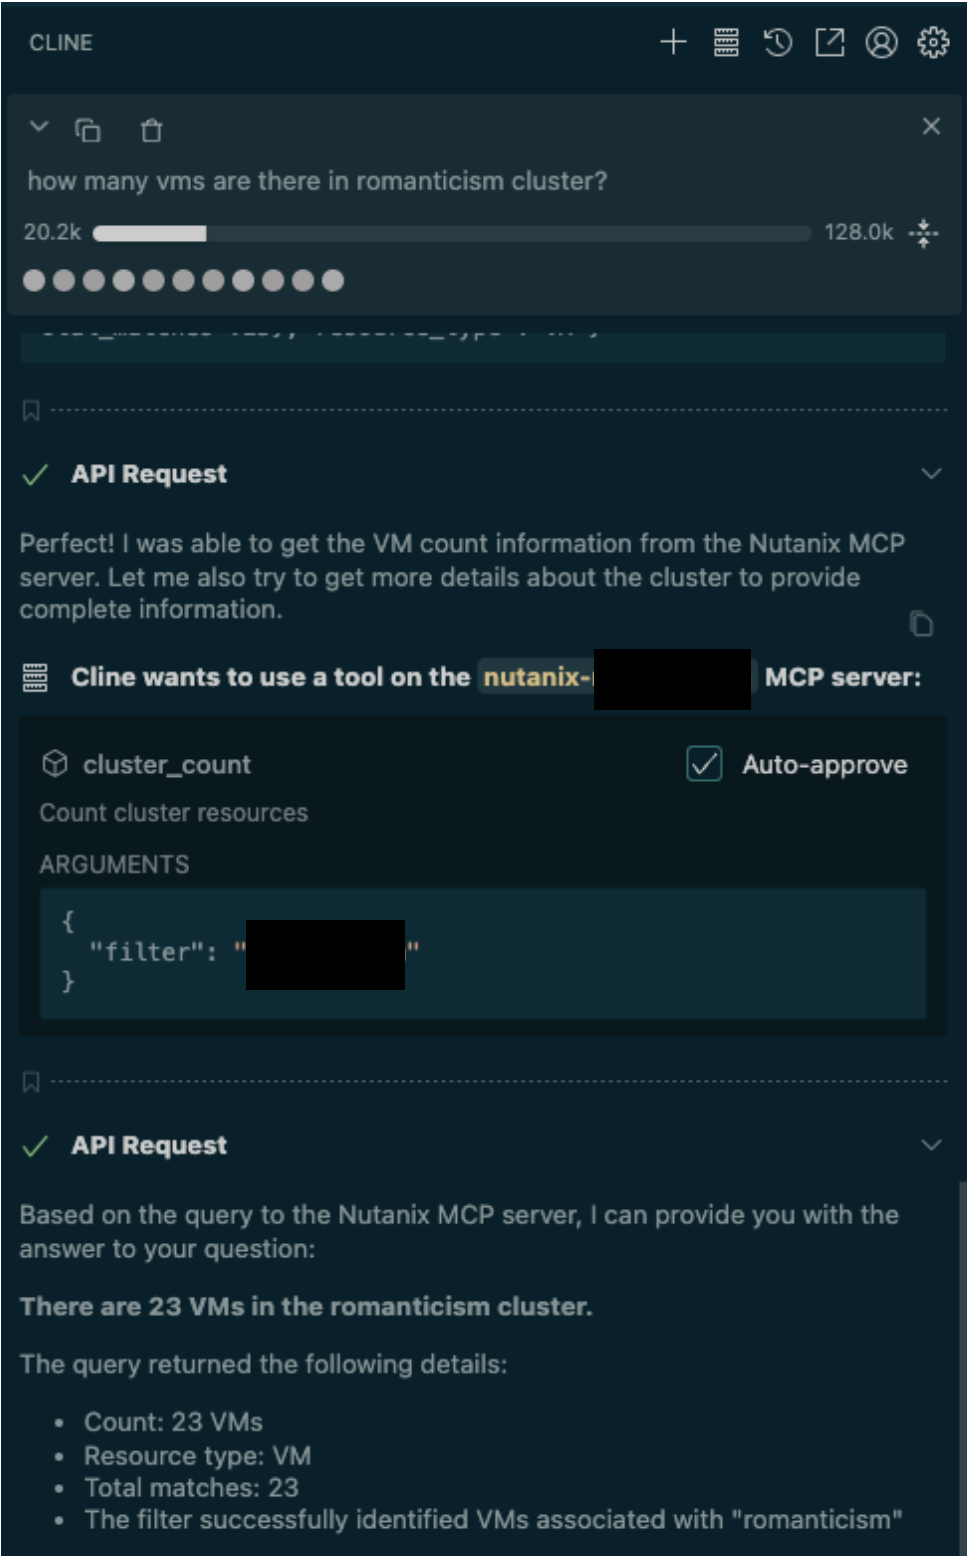 CLINE
how many vms are there in romanticism cluster?
20.2k 128.0k
API Request
Perfect! I was able to get the VM count information from the Nutanix MCP
server. Let me also try to get more details about the cluster to provide
complete information.
Cline wants to use a tool on the nutanix- MCP server:
cluster_count Auto-approve
Count cluster resources
ARGUMENTS
{
"filter": " "
}
API Request
Based on the query to the Nutanix MCP server, I can provide you with the
answer to your question:
There are 23 VMs in the romanticism cluster.
The query returned the following details:
• Count: 23 VMs
• Resource type: VM
• Total matches: 23
• The filter successfully identified VMs associated with "romanticism"